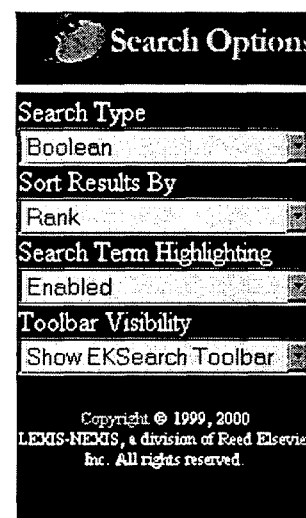 Search Options
Search Type
Boolean
Sort Results By
Rank
Search Term Highlighting
Enabled
Toolbar Visibility
Show EKSearch Toolbar
Copyright © 1999, 2000
LEXIS-NEXIS, a division of Reed Elsevier
Inc. All rights reserved.